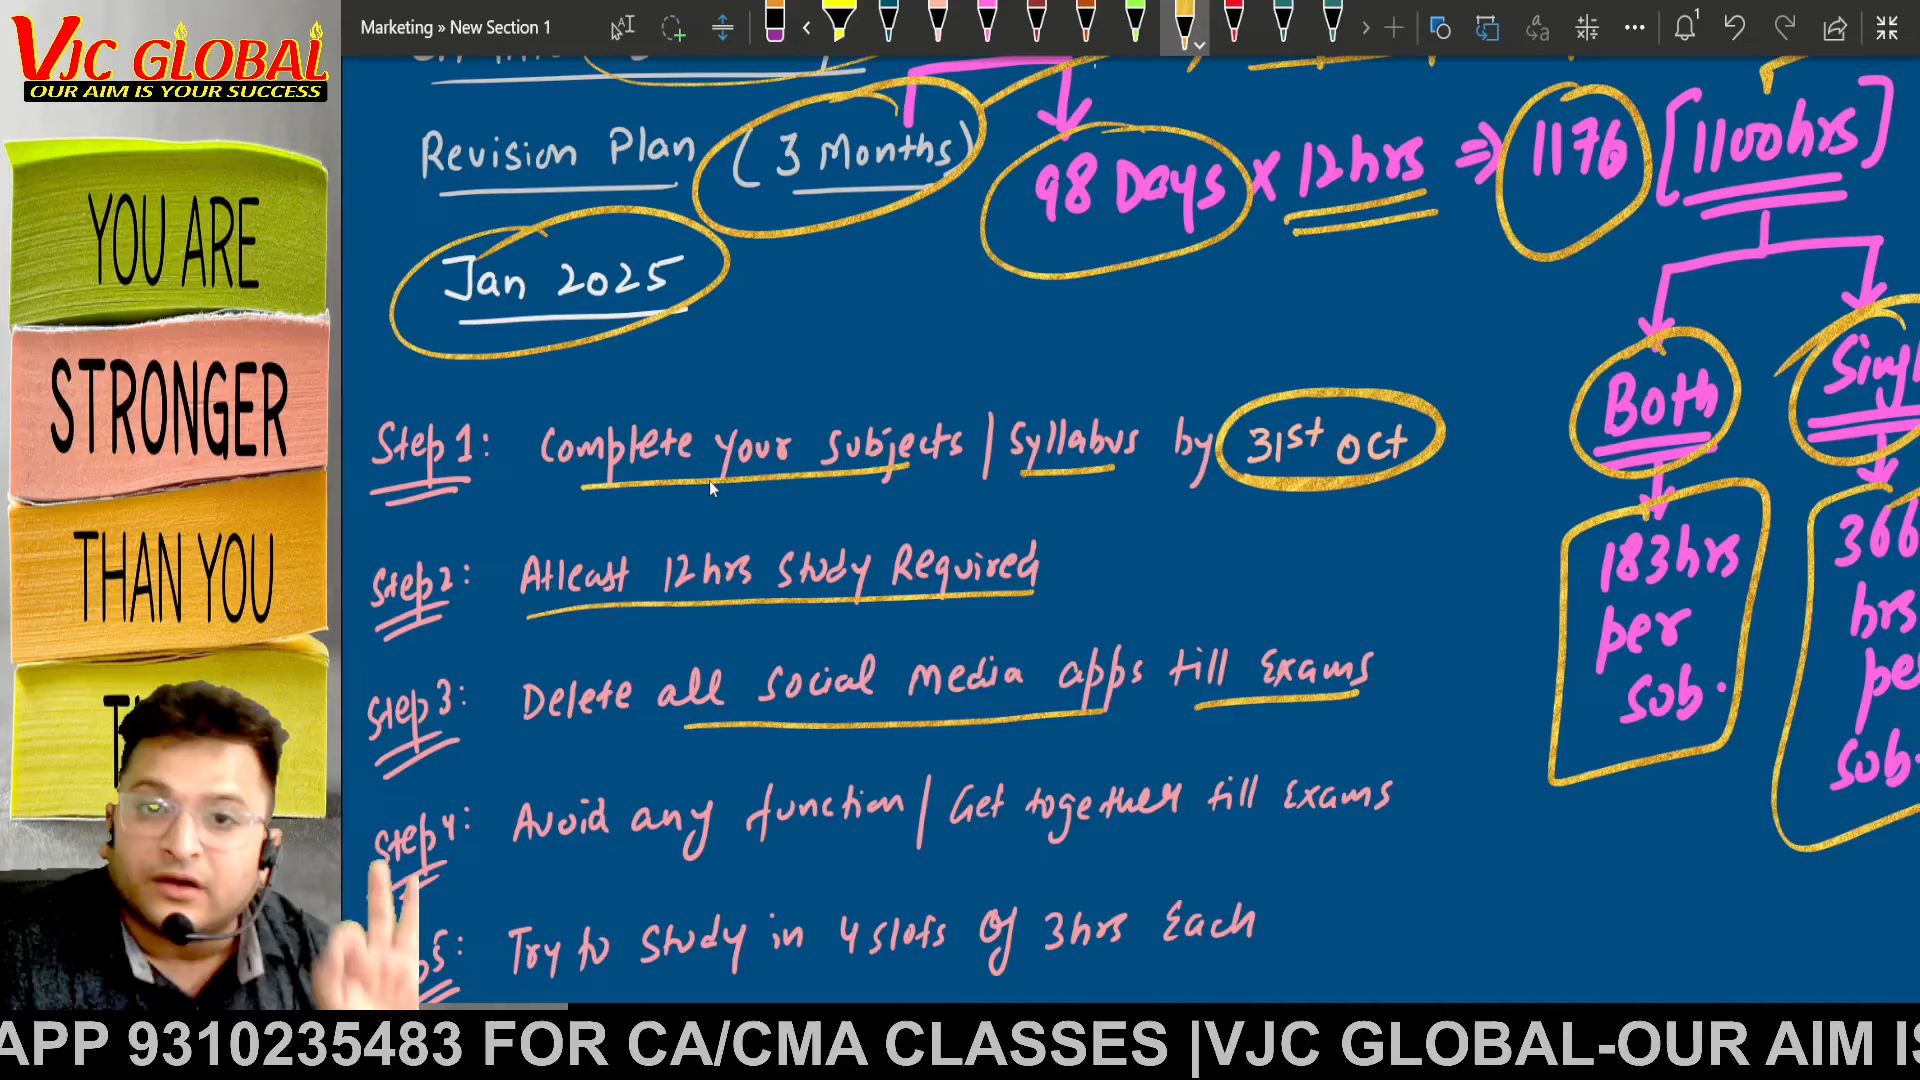 VJC GLOBAL
OUR AIM IS YOUR SUCCESS
Marketing » New Section 1
YOU ARE
STRONGER
THAN YOU
Revision Plan (3 Months)
98 Days x 12hrs ⇒ 1176 [1100hrs]
Jan 2025
Both
183hrs
per
sub.
366
hrs
sub.
Step 1: Complete your subjects | Syllabus by 31st Oct
Step 2: Atleast 12hrs Study Required
Step 3: Delete all social media apps till Exams
Step 4: Avoid any function | Get together till Exams
5: Try to study in 4 slots of 3hrs Each
APP 9310235483 FOR CA/CMA CLASSES |VJC GLOBAL-OUR AIM IS